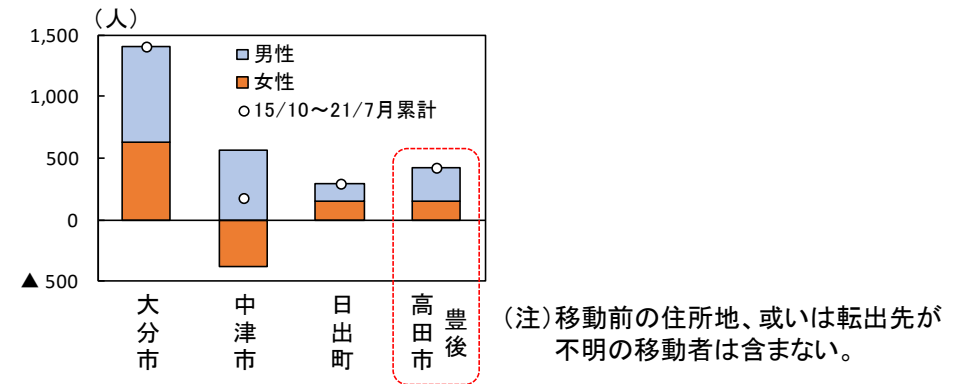 （人）
1,500
1,000
500
0
▲ 500
男性
女性
15/10～21/7月累計
大分市
中津市
日出町
豊後
高田市
（注）移動前の住所地、或いは転出先が
不明の移動者は含まない。